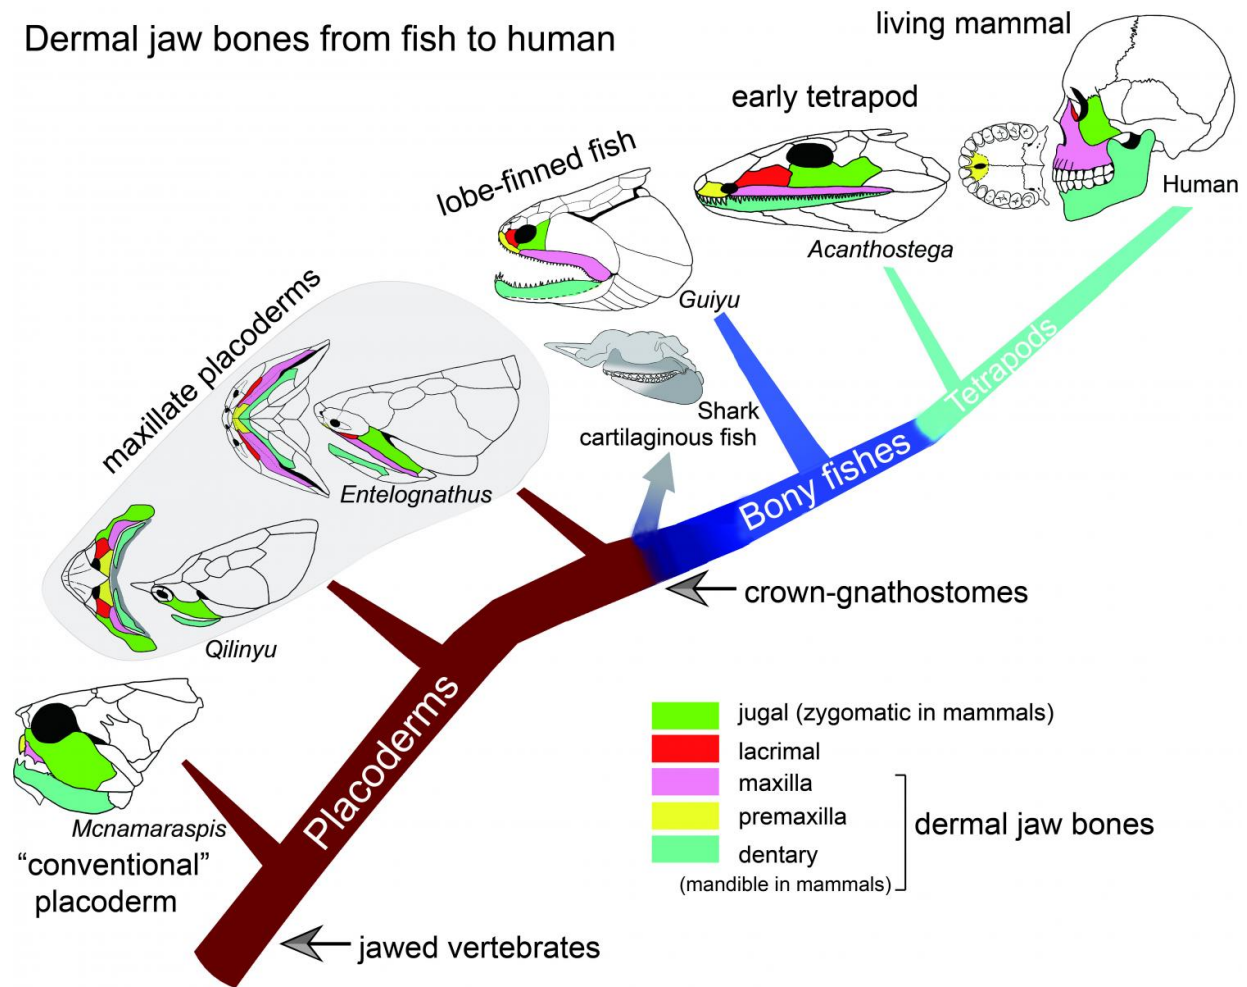 Dermal jaw bones from fish to human
living mammal
early tetrapod
lobe-finned fish
Human
Acanthostega
Guiyu
maxillate placoderms
Shark
cartilaginous fish
Tetrapods
Entelognathus
Bony fishes
crown-gnathostomes
Qilinyu
Placoderms
jugal (zygomatic in mammals)
lacrimal
maxilla
premaxilla
dentary
(mandible in mammals)
dermal jaw bones
Mcnamaraspis
“conventional”
placoderm
jawed vertebrates